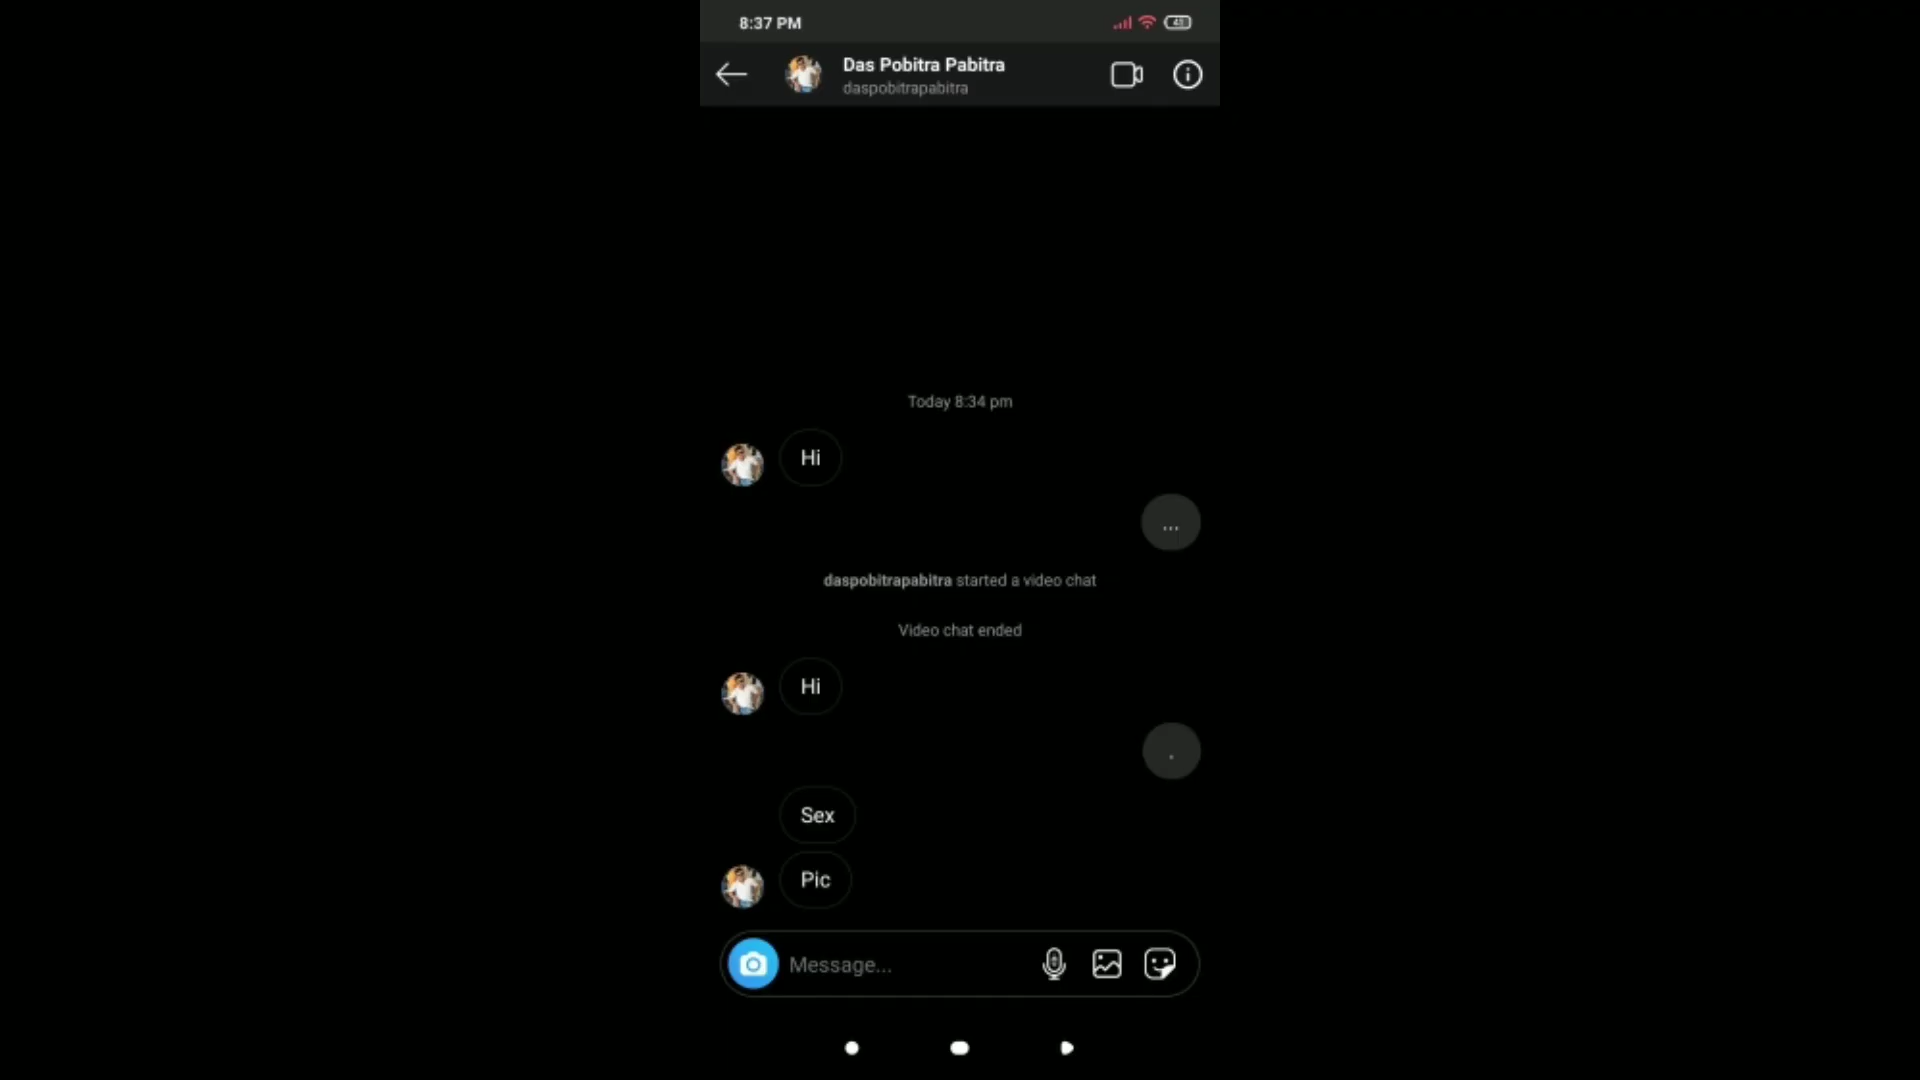 8:37 PM
Das Pobitra Pabitra
daspobitrapabitra
Today 8:34 pm
Hi
...
daspobitrapabitra started a video chat
Video chat ended
Hi
.
Sex
Pic
Message...